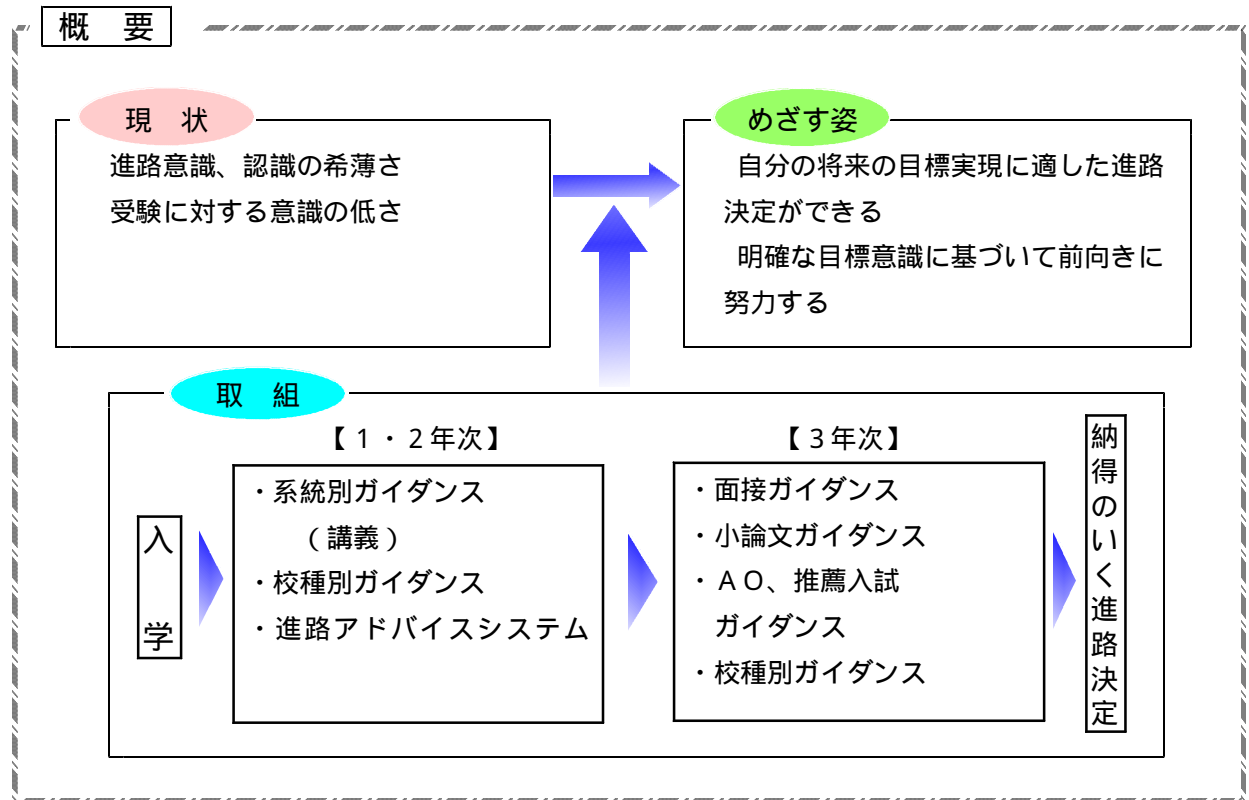 概　要
現　状
進路意識、認識の希薄さ
受験に対する意識の低さ
めざす姿
自分の将来の目標実現に適した進路
決定ができる
明確な目標意識に基づいて前向きに
努力する
取　組
【１・２年次】
・系統別ガイダンス
（講義）
・校種別ガイダンス
・進路アドバイスシステム
【３年次】
・面接ガイダンス
・小論文ガイダンス
・ＡＯ、推薦入試
ガイダンス
・校種別ガイダンス
入　学
納得のいく進路決定